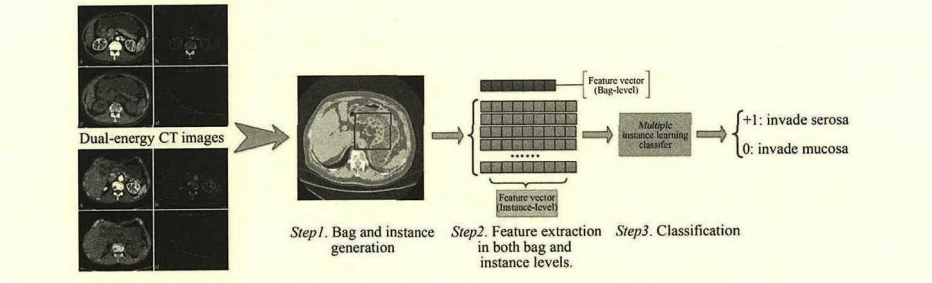 Dual-energy CT images
Step1. Bag and instance
generation
Feature vector
(Bag-level)
......
Feature vector
(Instance-level)
Step2. Feature extraction
in both bag and
instance levels.
Multiple
instance learning
classifer
Step3. Classification
+1: invade serosa
0: invade mucosa